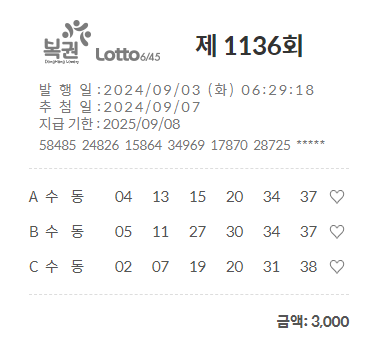 복권 Lotto6/45 제 1136회
DongHang Lottery
발 행 일 :2024/09/03 (화) 06:29:18
추 첨 일 :2024/09/07
지급 기한 : 2025/09/08
58485 24826 15864 34969 17870 28725 *****
A 수 동 04 13 15 20 34 37 ♡
B 수 동 05 11 27 30 34 37 ♡
C 수 동 02 07 19 20 31 38 ♡
금액: 3,000